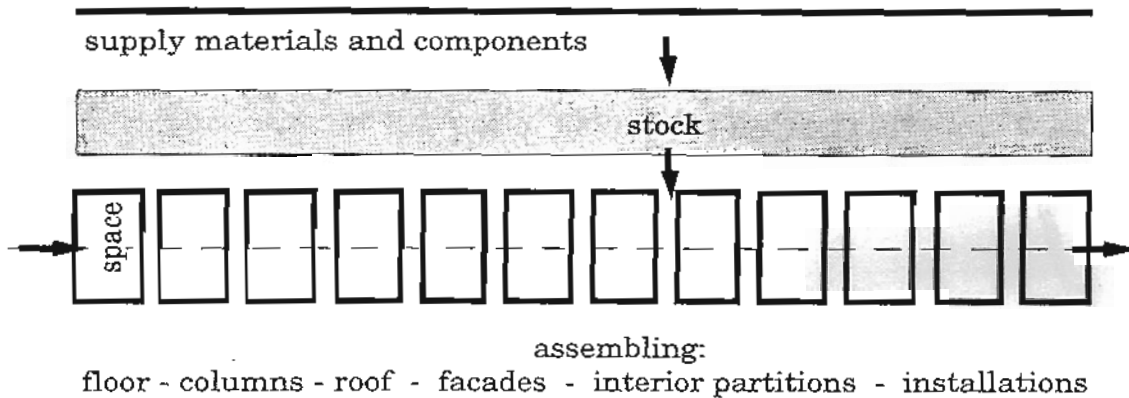 supply materials and components
stock
space
assembling:
floor - columns - roof - facades - interior partitions - installations